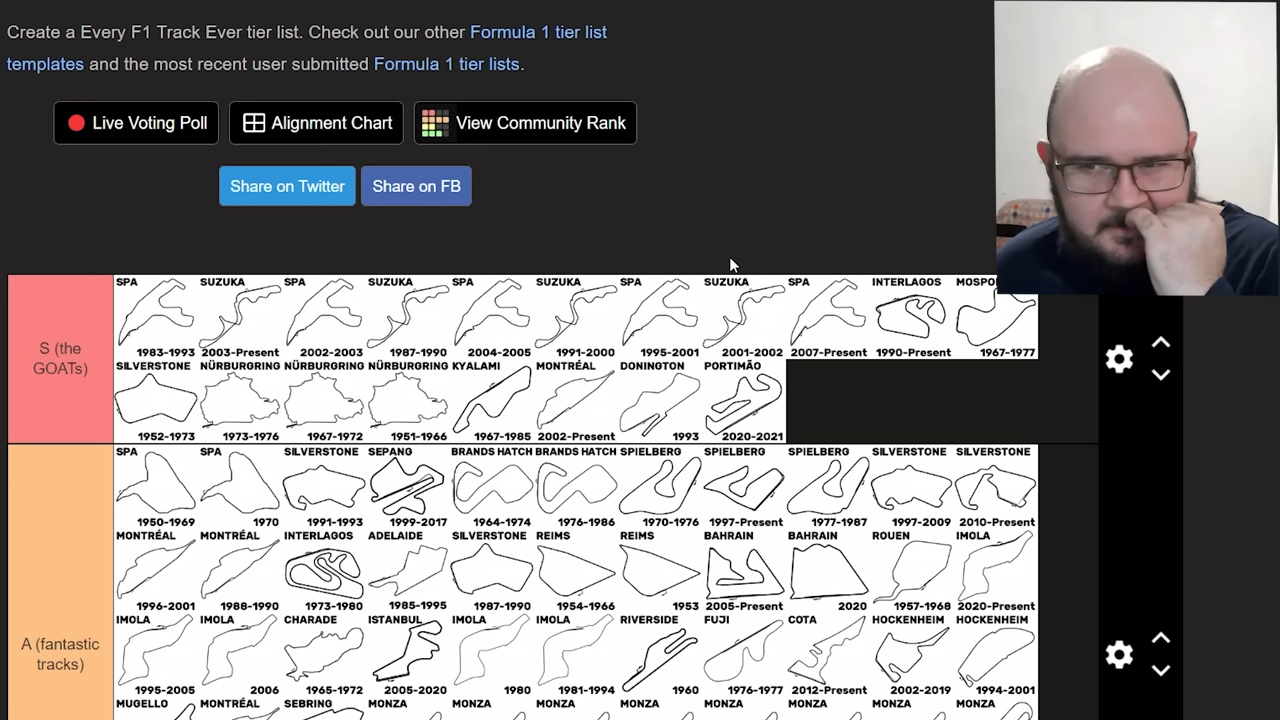 Create a Every F1 Track Ever tier list. Check out our other Formula 1 tier list
templates and the most recent user submitted Formula 1 tier lists.
Live Voting Poll Alignment Chart View Community Rank
Share on Twitter Share on FB
S (the
GOATs)
SPA SUZUKA SPA SUZUKA SPA SUZUKA SPA SUZUKA SPA INTERLAGOS
1983-1993 2003-Present 2002-2003 1987-1990 2004-2005 1991-2000 1995-2001 2001-2002 2007-Present 1990-Present 1967-1977
SILVERSTONE NÜRBURGRING NÜRBURGRING NÜRBURGRING KYALAMI MONTRÉAL DONINGTON PORTIMÃO
1952-1973 1973-1976 1967-1972 1951-1966 1967-1985 2002-Present 1993 2020-2021
A (fantastic
tracks)
SPA SPA SILVERSTONE SEPANG BRANDS HATCH BRANDS HATCH SPIELBERG SPIELBERG SPIELBERG SILVERSTONE SILVERSTONE
1950-1969 1970 1991-1993 1999-2017 1964-1974 1976-1986 1970-1976 1997-Present 1977-1987 1997-2009 2010-Present
MONTRÉAL MONTRÉAL INTERLAGOS ADELAIDE SILVERSTONE REIMS REIMS BAHRAIN BAHRAIN ROUEN IMOLA
1996-2001 1988-1990 1973-1980 1985-1995 1987-1990 1954-1966 1953 2005-Present 2020 1957-1968 2020-Present
IMOLA IMOLA CHARADE ISTANBUL IMOLA IMOLA RIVERSIDE FUJI COTA HOCKENHEIM HOCKENHEIM
1995-2005 2006 1965-1972 2005-2020 1980 1981-1994 1960 1976-1977 2012-Present 2002-2019 1994-2001
MUGELLO MONTRÉAL SEBRING MONZA MONZA MONZA MONZA MONZA MONZA MONZA MONZA